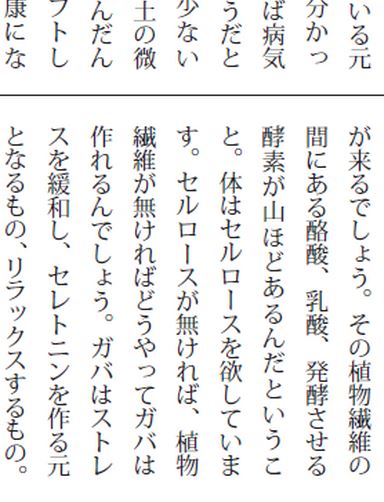 いる元
分かっ
ば病気
うだと
少ない
土の微
んだん
フトし
康にな
が来るでしょう。その植物繊維の
間にある酪酸、乳酸、発酵させる
酵素が山ほどあるんだというこ
と。体はセルロースを欲していま
す。セルロースが無ければ、植物
繊維が無ければどうやってガバは
作れるんでしょう。ガバはストレ
スを緩和し、セレトニンを作る元
となるもの、リラックスするもの。